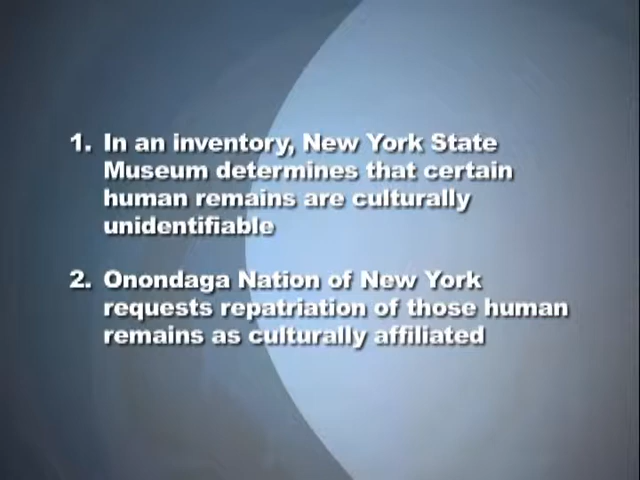 1. In an inventory, New York State
Museum determines that certain
human remains are culturally
unidentifiable
2. Onondaga Nation of New York
requests repatriation of those human
remains as culturally affiliated